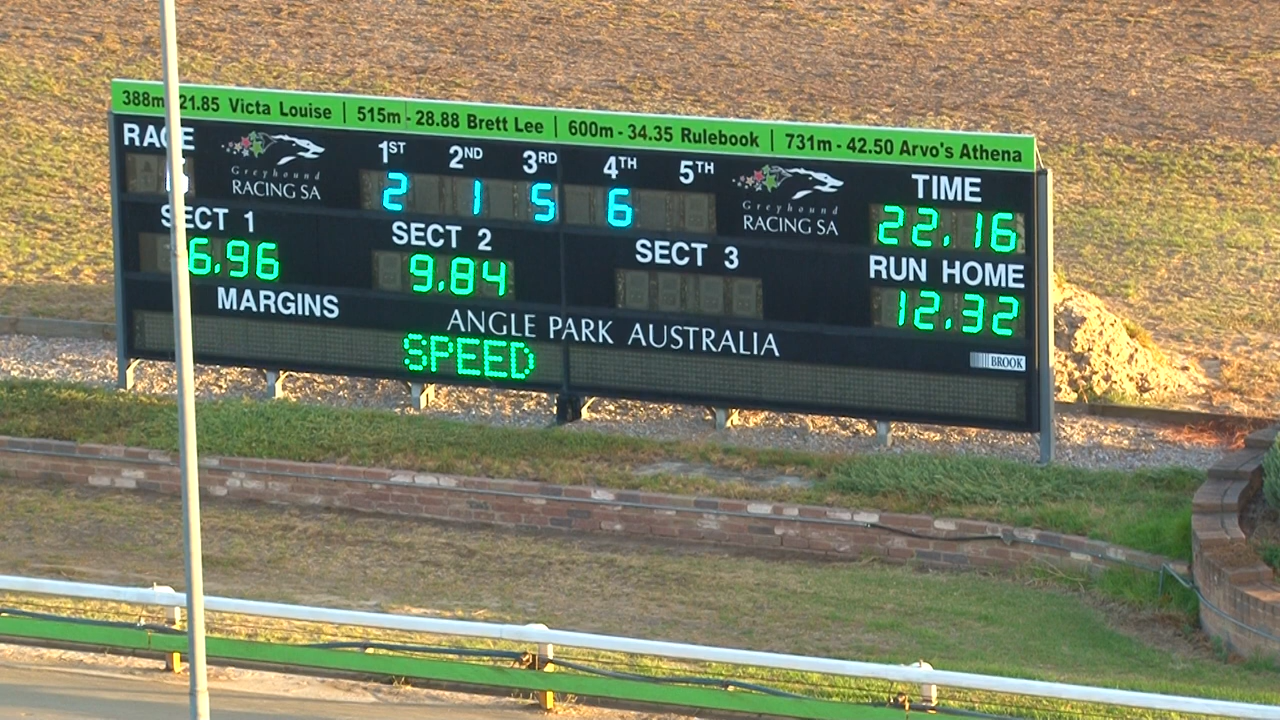 388m 21.85 Victa Louise | 515m - 28.88 Brett Lee | 600m - 34.35 Rulebook | 731m - 42.50 Arvo's Athena
RACE
Greyhound
RACING SA
1ST 2ND 3RD 4TH 5TH
2 1 5 6
Greyhound
RACING SA
TIME
22.16
SECT 1
6.96
SECT 2
9.84
SECT 3
RUN HOME
12.32
MARGINS
ANGLE PARK AUSTRALIA
SPEED
BROOK